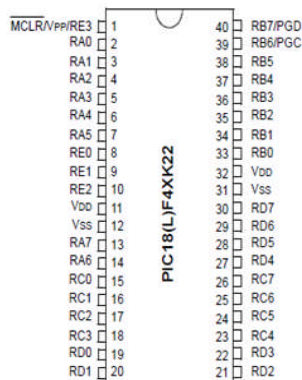 MCLR/VPP/RE3 1 40 RB7/PGD
RA0 2 39 RB6/PGC
RA1 3 38 RB5
RA2 4 37 RB4
RA3 5 36 RB3
RA4 6 35 RB2
RA5 7 34 RB1
RE0 8 33 RB0
RE1 9 32 VDD
RE2 10 31 VSS
VDD 11 30 RD7
VSS 12 29 RD6
RA7 13 28 RD5
RA6 14 27 RD4
RC0 15 26 RC7
RC1 16 25 RC6
RC2 17 24 RC5
RC3 18 23 RC4
RD0 19 22 RD3
RD1 20 21 RD2
PIC18(L)F4XK22